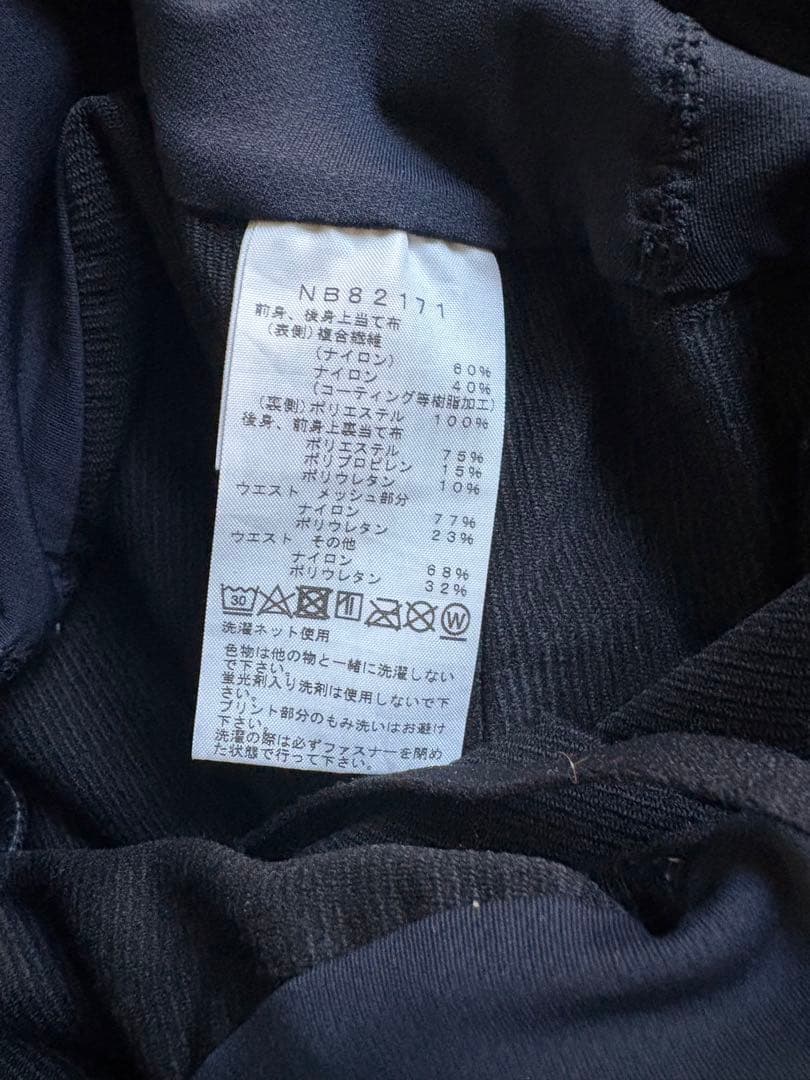 NB82171
前身、後身上当て布
(表側)複合繊維
(ナイロン) 60%
ナイロン 40%
(コーティング等樹脂加工)
(裏側)ポリエステル 100%
後身、前身上裏当て布
ポリエステル 75%
ポリプロピレン 15%
ポリウレタン 10%
ウエスト メッシュ部分
ナイロン 77%
ポリウレタン 23%
ウエスト その他
ナイロン 68%
ポリウレタン 32%
30 W
洗濯ネット使用
色物は他の物と一緒に洗濯しない
で下さい。
蛍光剤入り洗剤は使用しないで下
さい。
プリント部分のもみ洗いはお避け
下さい。
洗濯の際は必ずファスナーを閉め
た状態で行って下さい。